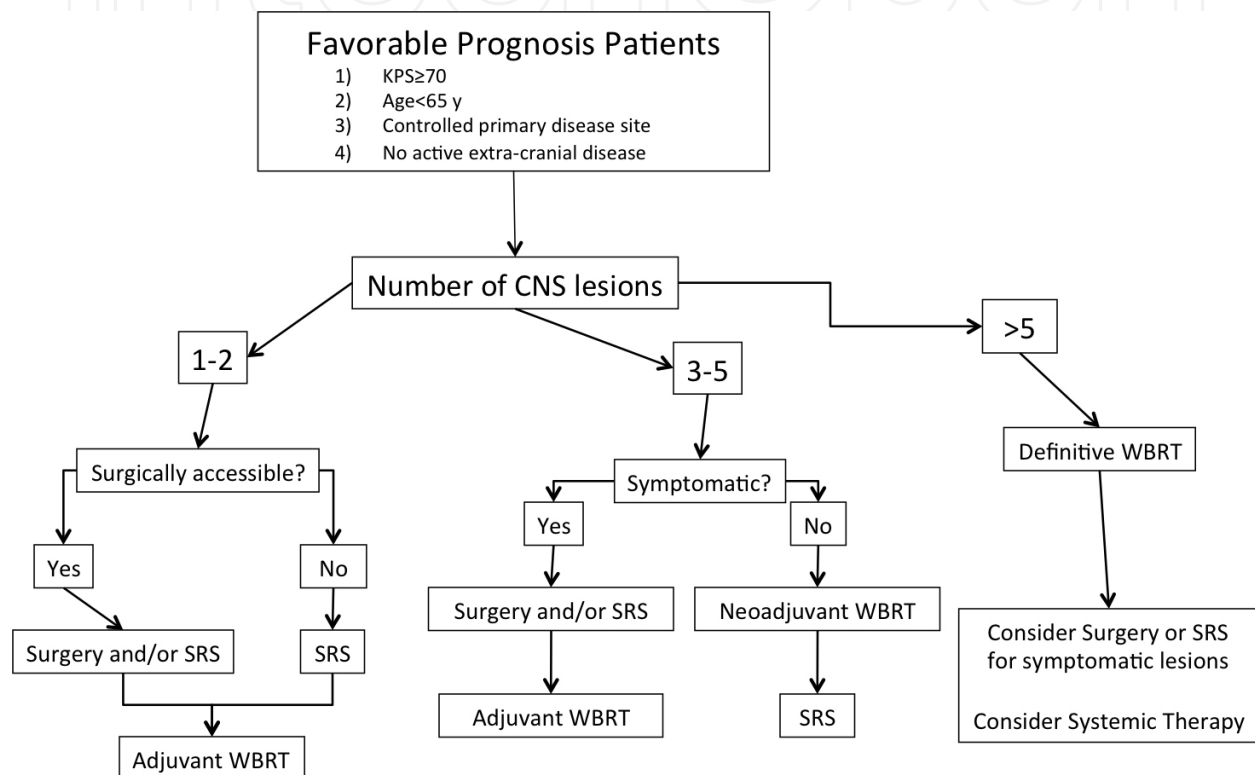 Favorable Prognosis Patients
1) KPS≥70
2) Age<65 y
3) Controlled primary disease site
4) No active extra-cranial disease
Number of CNS lesions
1-2
3-5
>5
Surgically accessible?
Symptomatic?
Definitive WBRT
Yes
No
Yes
No
Surgery and/or SRS
SRS
Surgery and/or SRS
Neoadjuvant WBRT
Consider Surgery or SRS
for symptomatic lesions
Consider Systemic Therapy
Adjuvant WBRT
Adjuvant WBRT
SRS